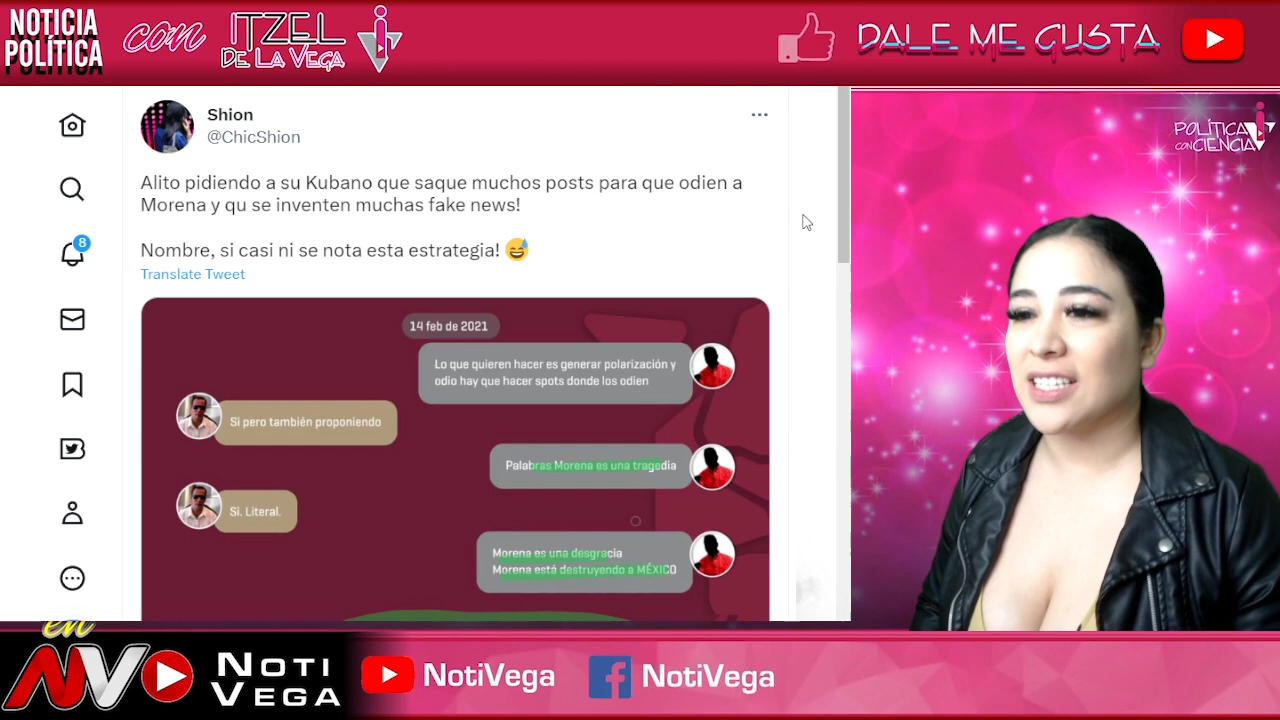 NOTICIA
POLÍTICA
con
ITZEL
DE LA VEGA
DALE ME GUSTA
Shion
@ChicShion
Alito pidiendo a su Kubano que saque muchos posts para que odien a
Morena y qu se inventen muchas fake news!
Nombre, si casi ni se nota esta estrategia! 😅
Translate Tweet
8
14 feb de 2021
Lo que quieren hacer es generar polarización y
odio hay que hacer spots donde los odien
Si pero también proponiendo
Palabras Morena es una tragedia
Si. Literal.
Morena es una desgracia
Morena está destruyendo a MÉXICO
POLÍTICA
CON CIENCIA
en
NV
NOTI
VEGA
NotiVega
NotiVega